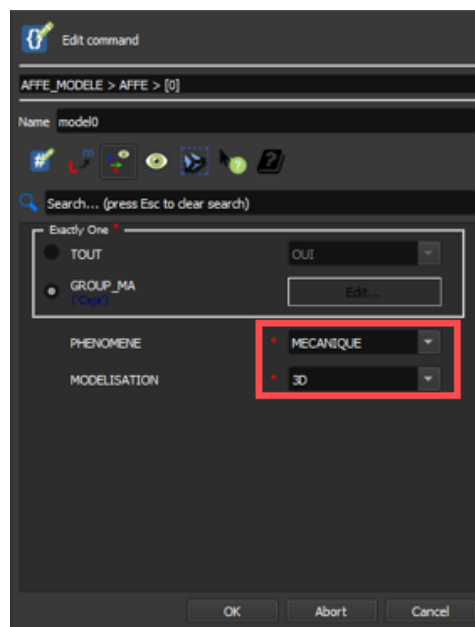 Edit command
AFFE_MODELE > AFFE > [0]
Name model0
Search... (press Esc to clear search)
Exactly One *
TOUT OUI
GROUP_MA Edit...
('Caja')
PHENOMENE * MECANIQUE
MODELISATION * 3D
OK Abort Cancel